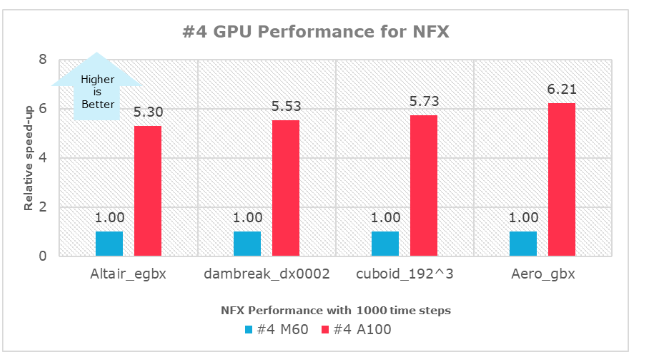 #4 GPU Performance for NFX
Higher
is
Better
Relative speed-up
8
6
4
2
0
1.00
5.30
1.00
5.53
1.00
5.73
1.00
6.21
Altair_egbx
dambreak_dx0002
cuboid_192^3
Aero_gbx
NFX Performance with 1000 time steps
#4 M60
#4 A100